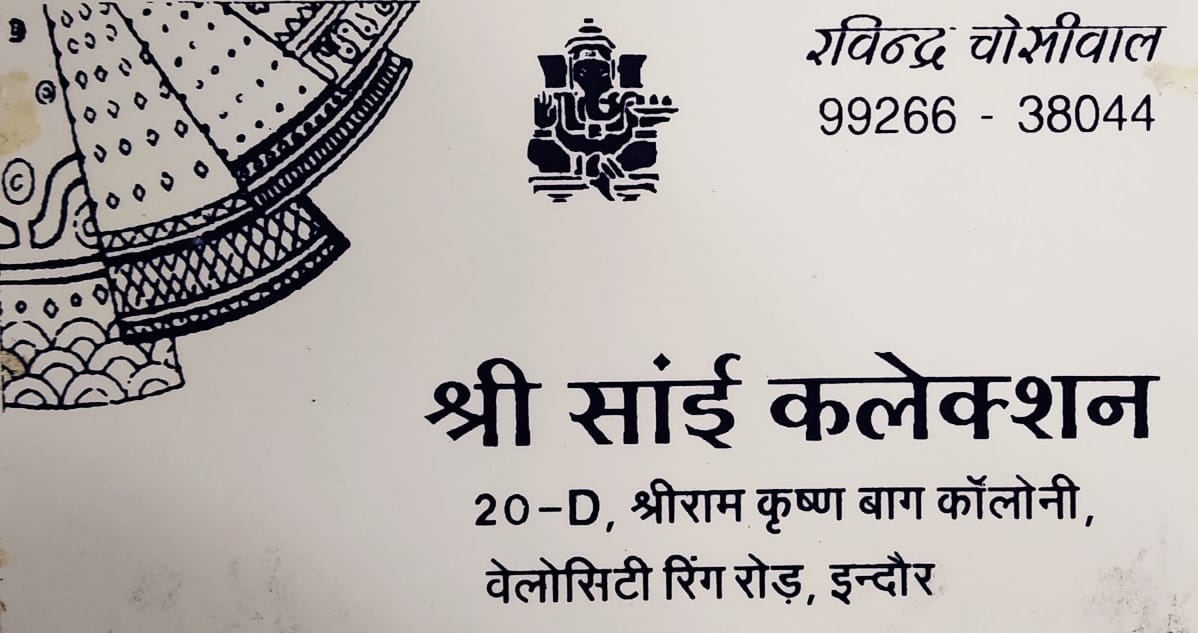 रविन्द्र चोसीवाल
99266 - 38044
श्री सांई कलेक्शन
20-D, श्रीराम कृष्ण बाग कॉलोनी,
वेलोसिटी रिंग रोड़, इन्दौर